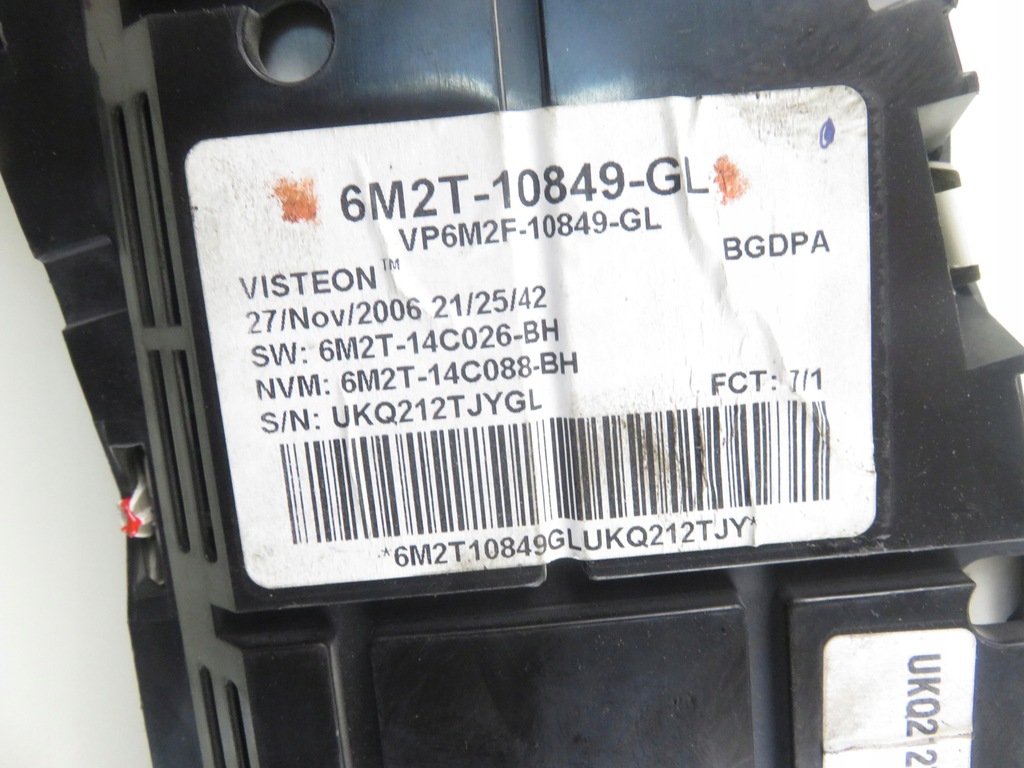 6M2T-10849-GL
VP6M2F-10849-GL
BGDPA
VISTEON™
27/Nov/2006 21/25/42
SW: 6M2T-14C026-BH
NVM: 6M2T-14C088-BH
FCT: 7/1
S/N: UKQ212TJYGL
*6M2T10849GLUKQ212TJY*
UKQ212